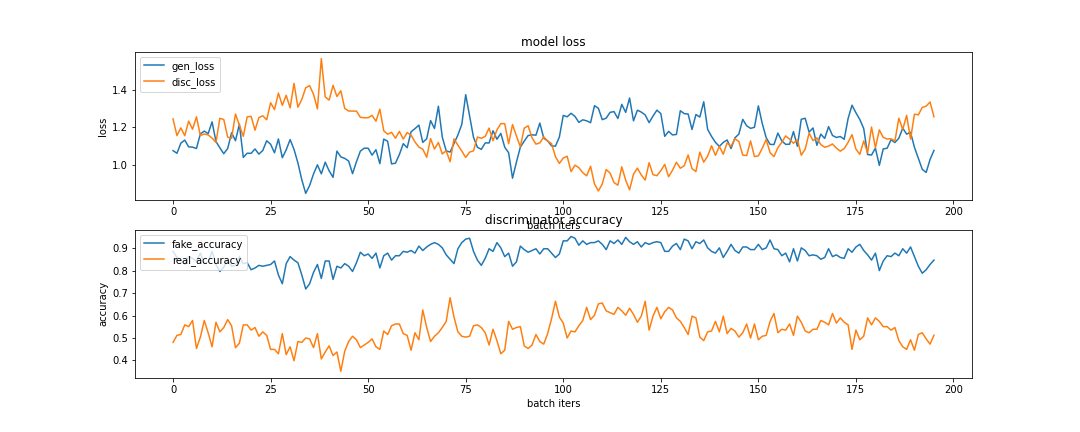 model loss
gen_loss
disc_loss
loss
1.4
1.2
1.0
0 25 50 75 100 125 150 175 200
batch iters
discriminator accuracy
fake_accuracy
real_accuracy
accuracy
0.9
0.8
0.7
0.6
0.5
0.4
0 25 50 75 100 125 150 175 200
batch iters